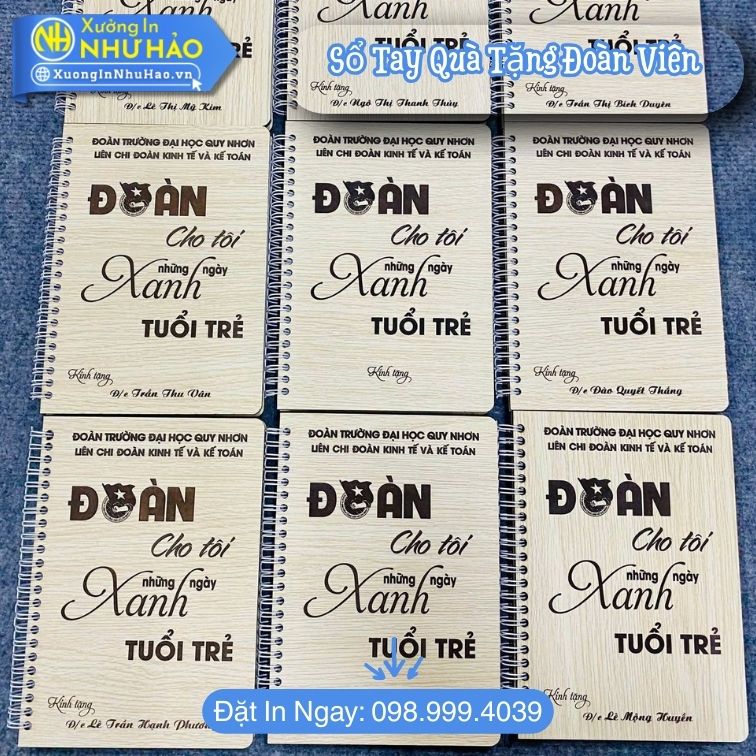 Xưởng In
NHƯ HẢO
XuongInNhuHao.vn
Sổ Tay Quà Tặng Đoàn Viên
Kính tặng
Đ/c Lê Thị Mỹ Kim
TUỔI TRẺ
Kính tặng
Đ/c Ngô Thị Thanh Thủy
TUỔI TRẺ
Kính tặng
Đ/c Trần Thị Bích Duyên
ĐOÀN TRƯỜNG ĐẠI HỌC QUY NHƠN
LIÊN CHI ĐOÀN KINH TẾ VÀ KẾ TOÁN
ĐOÀN
Cho tôi
những ngày
Xanh
TUỔI TRẺ
Kính tặng
Đ/c Trần Thu Vân
ĐOÀN TRƯỜNG ĐẠI HỌC QUY NHƠN
LIÊN CHI ĐOÀN KINH TẾ VÀ KẾ TOÁN
ĐOÀN
Cho tôi
những ngày
Xanh
TUỔI TRẺ
Kính tặng
ĐOÀN TRƯỜNG ĐẠI HỌC QUY NHƠN
LIÊN CHI ĐOÀN KINH TẾ VÀ KẾ TOÁN
ĐOÀN
Cho tôi
những ngày
Xanh
TUỔI TRẺ
Kính tặng
Đ/c Đào Quyết Thắng
ĐOÀN TRƯỜNG ĐẠI HỌC QUY NHƠN
LIÊN CHI ĐOÀN KINH TẾ VÀ KẾ TOÁN
ĐOÀN
Cho tôi
những ngày
Xanh
TUỔI TRẺ
Kính tặng
Đ/c Lê Trần Hạnh
ĐOÀN TRƯỜNG ĐẠI HỌC QUY NHƠN
LIÊN CHI ĐOÀN KINH TẾ VÀ KẾ TOÁN
ĐOÀN
Cho tôi
những ngày
Xanh
TUỔI TRẺ
ĐOÀN TRƯỜNG ĐẠI HỌC QUY NHƠN
LIÊN CHI ĐOÀN KINH TẾ VÀ KẾ TOÁN
ĐOÀN
Cho tôi
những ngày
Xanh
TUỔI TRẺ
Kính tặng
Đ/c Lê Mộng Huyền
Đặt In Ngay: 098.999.4039